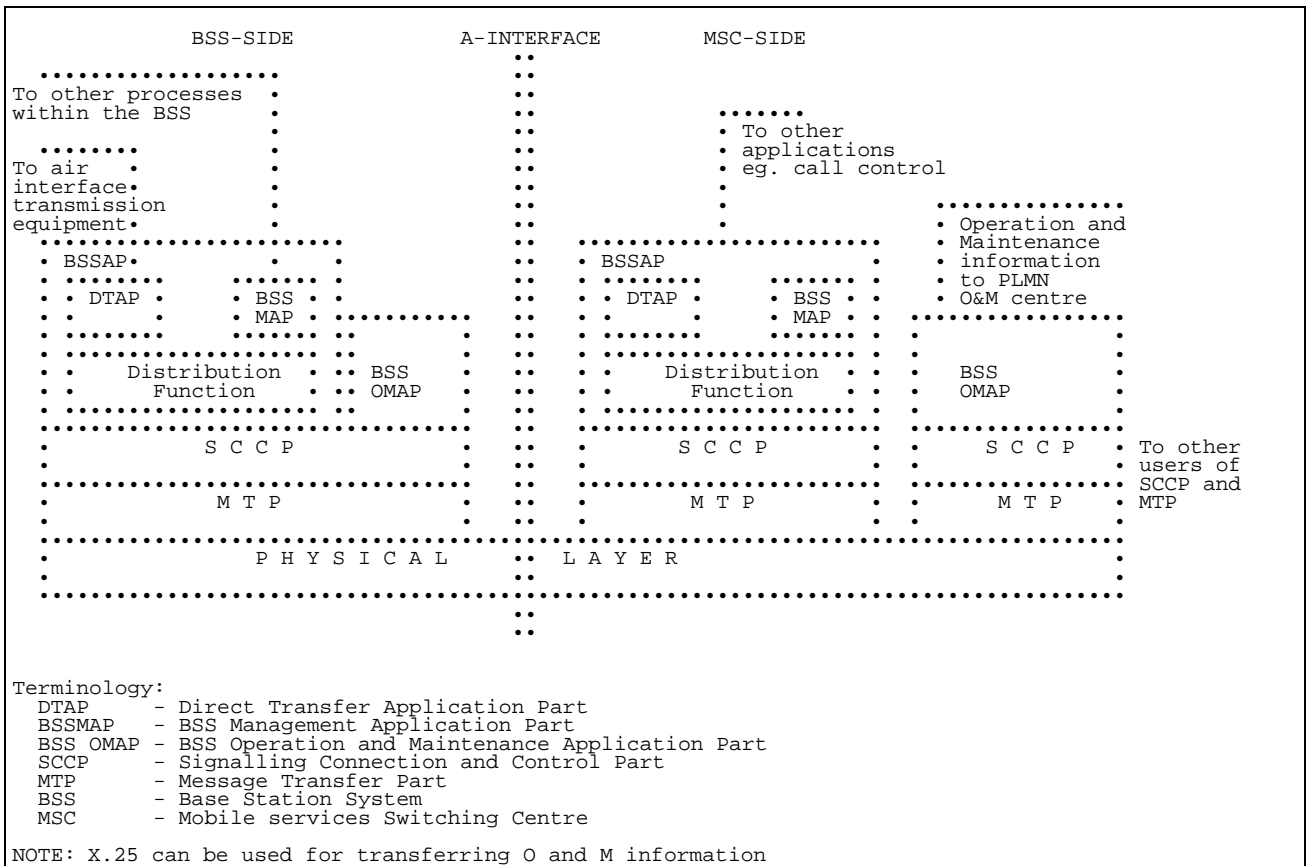 BSS-SIDE A-INTERFACE MSC-SIDE
To other processes
within the BSS
To other
applications
eg. call control
To air
interface
transmission
equipment
Operation and
Maintenance
information
to PLMN
O&M centre
BSSAP BSSAP
DTAP BSS DTAP BSS
MAP MAP
Distribution BSS Distribution BSS
Function OMAP Function OMAP
S C C P S C C P S C C P To other
users of
SCCP and
M T P M T P M T P MTP
P H Y S I C A L L A Y E R
Terminology:
DTAP - Direct Transfer Application Part
BSSMAP - BSS Management Application Part
BSS OMAP - BSS Operation and Maintenance Application Part
SCCP - Signalling Connection and Control Part
MTP - Message Transfer Part
BSS - Base Station System
MSC - Mobile services Switching Centre
NOTE: X.25 can be used for transferring O and M information